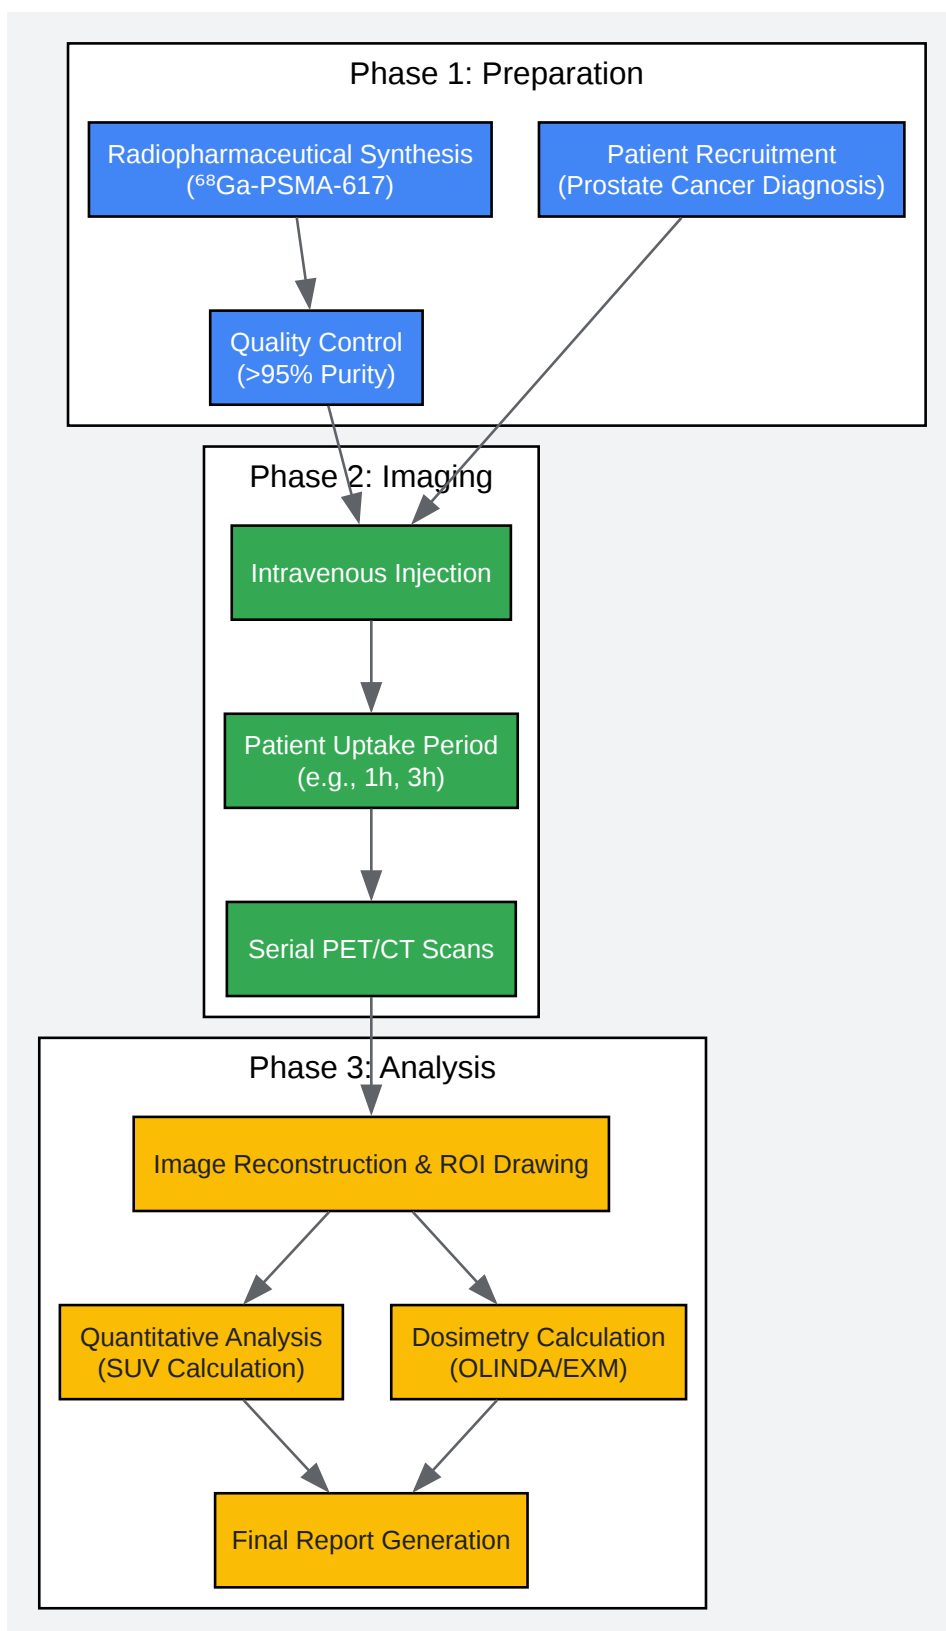 Phase 1: Preparation
Radiopharmaceutical Synthesis
(⁶⁸Ga-PSMA-617)
Patient Recruitment
(Prostate Cancer Diagnosis)
Quality Control
(>95% Purity)
Phase 2: Imaging
Intravenous Injection
Patient Uptake Period
(e.g., 1h, 3h)
Serial PET/CT Scans
Phase 3: Analysis
Image Reconstruction & ROI Drawing
Quantitative Analysis
(SUV Calculation)
Dosimetry Calculation
(OLINDA/EXM)
Final Report Generation